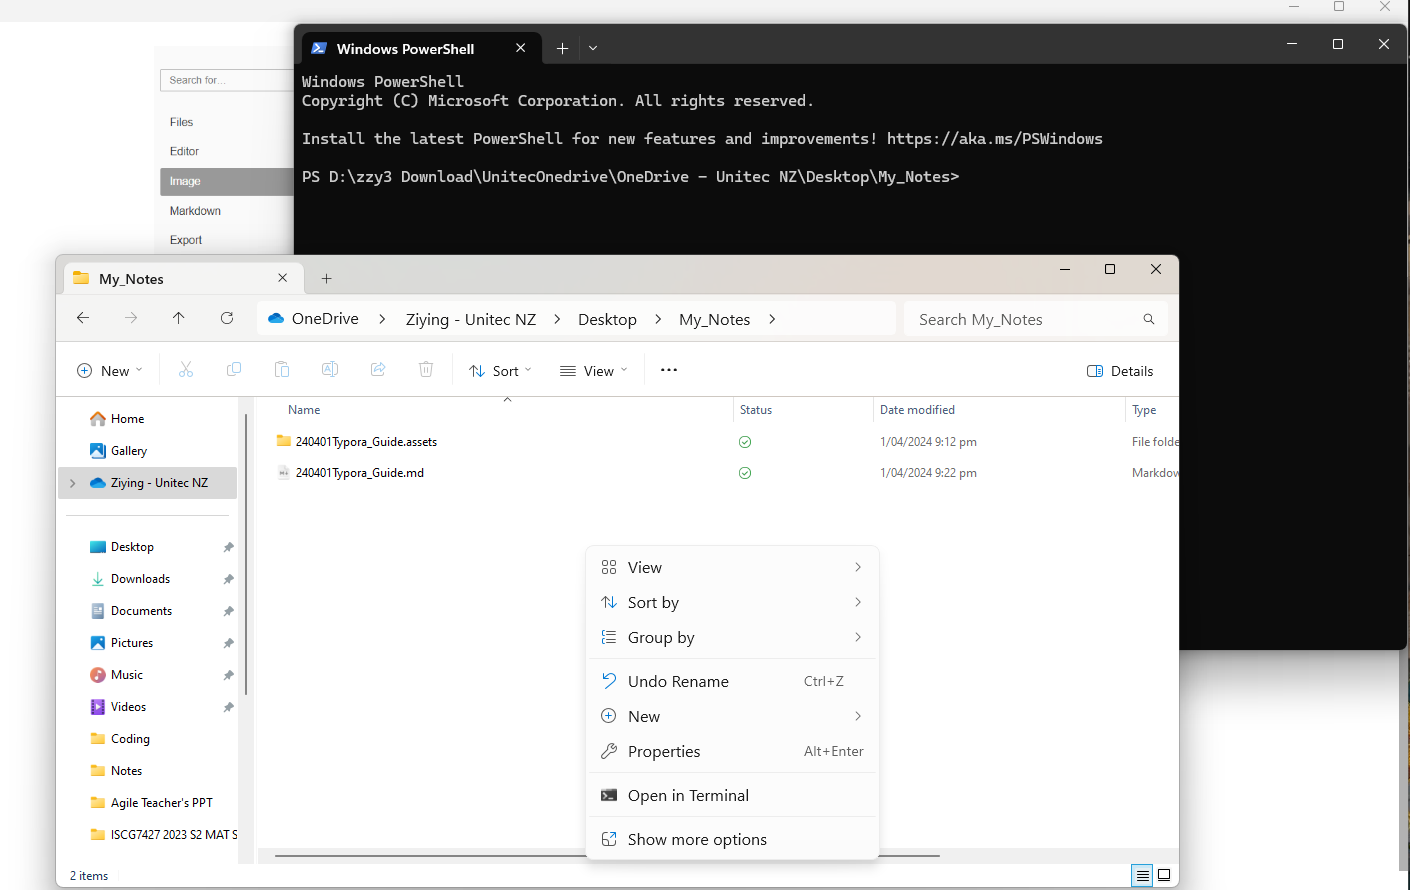 Windows PowerShell
Windows PowerShell
Copyright (C) Microsoft Corporation. All rights reserved.
Install the latest PowerShell for new features and improvements! https://aka.ms/PSWindows
PS D:\zzy3 Download\UnitecOnedrive\OneDrive - Unitec NZ\Desktop\My_Notes>
Search for...
Files
Editor
Image
Markdown
Export
My_Notes
OneDrive > Ziying - Unitec NZ > Desktop > My_Notes >
Search My_Notes
New
Sort
View
Details
Name Status Date modified Type
240401Typora_Guide.assets 1/04/2024 9:12 pm File folde
240401Typora_Guide.md 1/04/2024 9:22 pm Markdow
Home
Gallery
Ziying - Unitec NZ
Desktop
Downloads
Documents
Pictures
Music
Videos
Coding
Notes
Agile Teacher's PPT
ISCG7427 2023 S2 MAT S
View
Sort by
Group by
Undo Rename Ctrl+Z
New
Properties Alt+Enter
Open in Terminal
Show more options
2 items